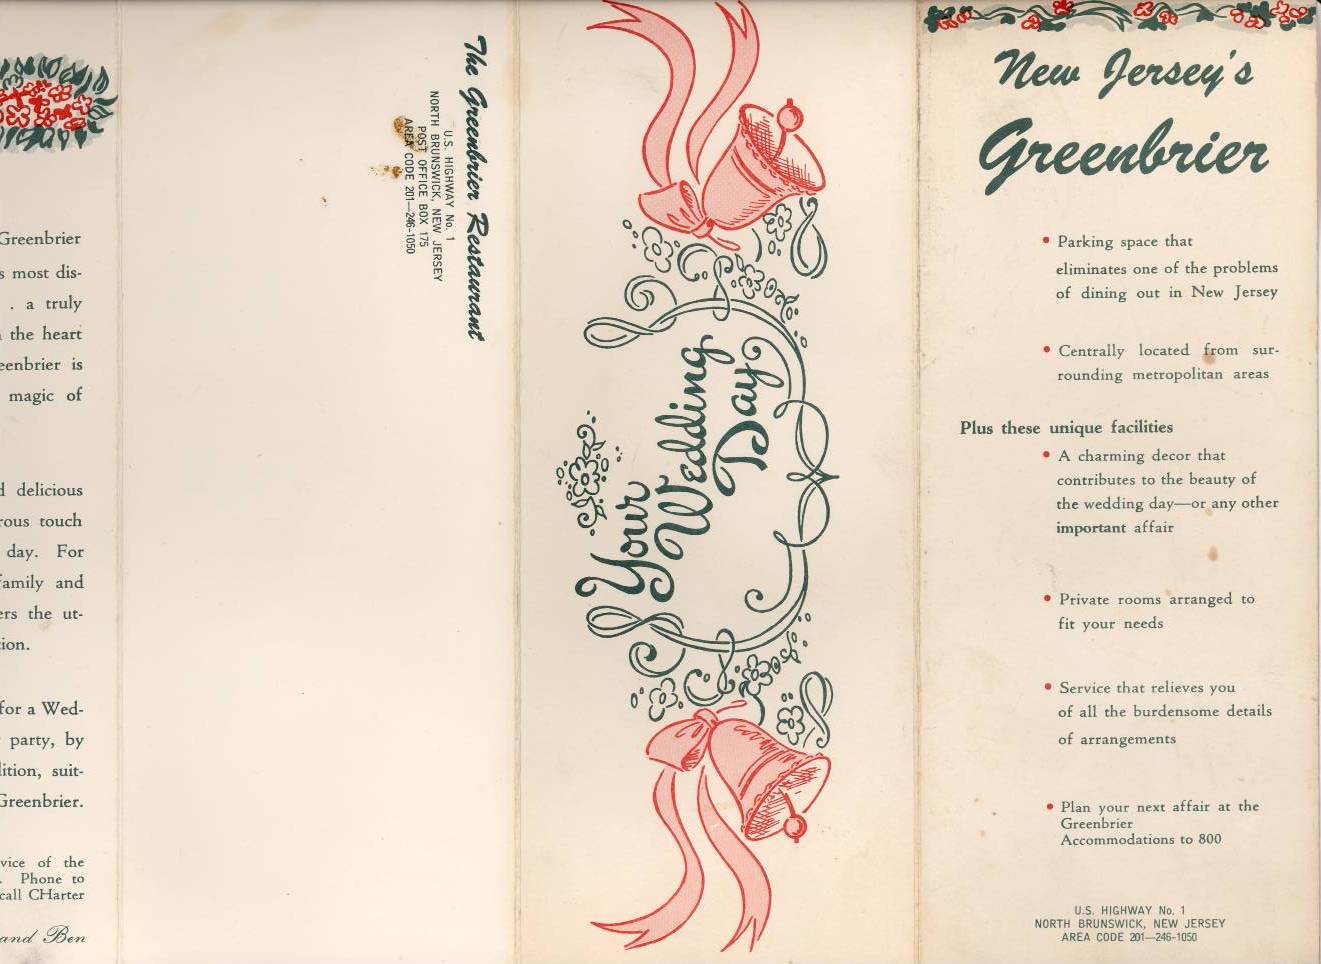 Greenbrier
s most dis-
. a truly
the heart
eenbrier is
magic of
delicious
rous touch
day. For
family and
ers the ut-
tion.
for a Wed-
party, by
dition, suit-
Greenbrier.
vice of the
. Phone to
call CHarter
and Ben
The Greenbrier Restaurant
U.S. HIGHWAY No. 1
NORTH BRUNSWICK, NEW JERSEY
POST OFFICE BOX 175
AREA CODE 201—246-1050
Your
Wedding
Day
New Jersey's
Greenbrier
• Parking space that
eliminates one of the problems
of dining out in New Jersey
• Centrally located from sur-
rounding metropolitan areas
Plus these unique facilities
• A charming decor that
contributes to the beauty of
the wedding day—or any other
important affair
• Private rooms arranged to
fit your needs
• Service that relieves you
of all the burdensome details
of arrangements
• Plan your next affair at the
Greenbrier
Accommodations to 800
U.S. HIGHWAY No. 1
NORTH BRUNSWICK, NEW JERSEY
AREA CODE 201—246-1050